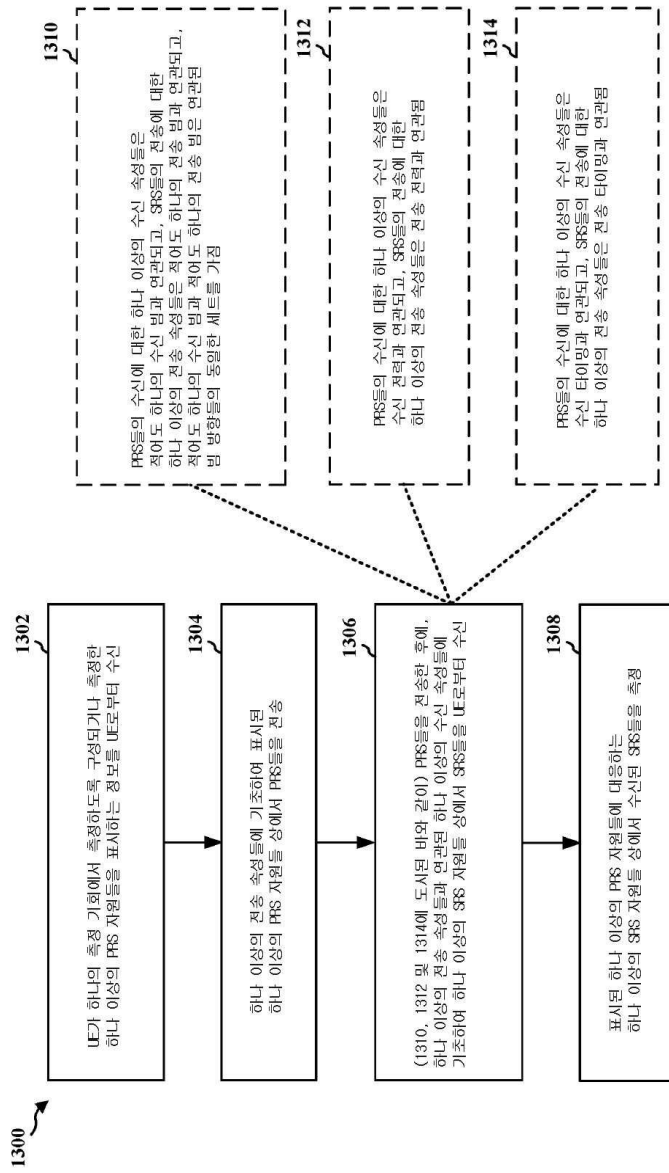 1300
1302
UE가 하나의 측정 기회에서 측정하도록 구성되거나 측정한
하나 이상의 PRS 자원들을 표시하는 정보를 UE로부터 수신
1304
하나 이상의 전송 속성들에 기초하여 표시된
하나 이상의 PRS 자원들 상에서 PRS들을 전송
1306
(1310, 1312 및 1314에 도시된 바와 같이) PRS들을 전송한 후에,
하나 이상의 전송 속성들과 연관된 하나 이상의 수신 속성들에
기초하여 하나 이상의 SRS 자원들 상에서 SRS들을 UE로부터 수신
1308
표시된 하나 이상의 PRS 자원들에 대응하는
하나 이상의 SRS 자원들 상에서 수신된 SRS들을 측정
1310
PRS들의 수신에 대한 하나 이상의 수신 속성들은
적어도 하나의 수신 빔과 연관되고, SRS들의 전송에 대한
하나 이상의 전송 속성들은 적어도 하나의 전송 빔과 연관되고,
적어도 하나의 수신 빔과 적어도 하나의 전송 빔은 연관된
빔 방향들의 동일한 세트를 가짐
1312
PRS들의 수신에 대한 하나 이상의 수신 속성들은
수신 전력과 연관되고, SRS들의 전송에 대한
하나 이상의 전송 속성들은 전송 전력과 연관됨
1314
PRS들의 수신에 대한 하나 이상의 수신 속성들은
수신 타이밍과 연관되고, SRS들의 전송에 대한
하나 이상의 전송 속성들은 전송 타이밍과 연관됨